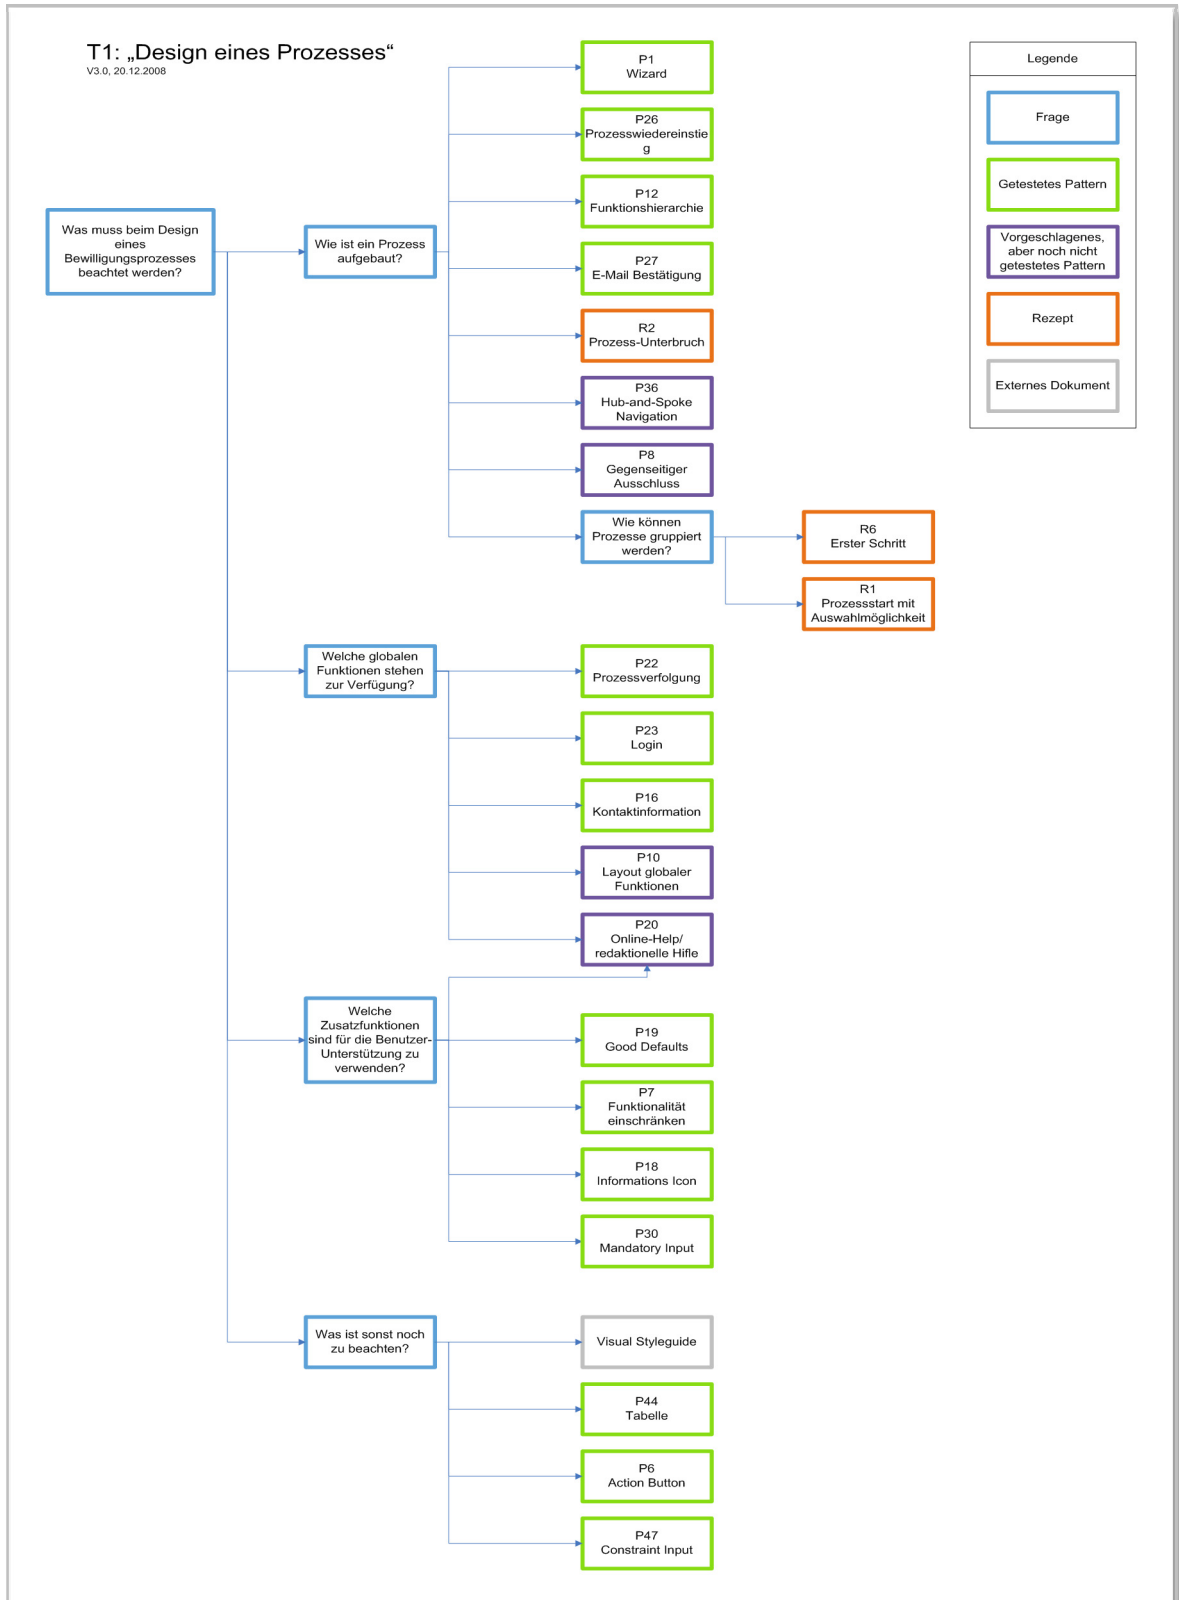 T1: „Design eines Prozesses“
V3.0, 20.12.2008
Legende
Frage
Getestetes Pattern
Vorgeschlagenes,
aber noch nicht
getestetes Pattern
Rezept
Externes Dokument
Was muss beim Design
eines
Bewilligungsprozesses
beachtet werden?
Wie ist ein Prozess
aufgebaut?
P1
Wizard
P26
Prozesswiedereinstie
g
P12
Funktionshierarchie
P27
E-Mail Bestätigung
R2
Prozess-Unterbruch
P36
Hub-and-Spoke
Navigation
P8
Gegenseitiger
Ausschluss
Wie können
Prozesse gruppiert
werden?
R6
Erster Schritt
R1
Prozessstart mit
Auswahlmöglichkeit
Welche globalen
Funktionen stehen
zur Verfügung?
P22
Prozessverfolgung
P23
Login
P16
Kontaktinformation
P10
Layout globaler
Funktionen
P20
Online-Help/
redaktionelle Hifle
Welche
Zusatzfunktionen
sind für die Benutzer-
Unterstützung zu
verwenden?
P19
Good Defaults
P7
Funktionalität
einschränken
P18
Informations Icon
P30
Mandatory Input
Was ist sonst noch
zu beachten?
Visual Styleguide
P44
Tabelle
P6
Action Button
P47
Constraint Input